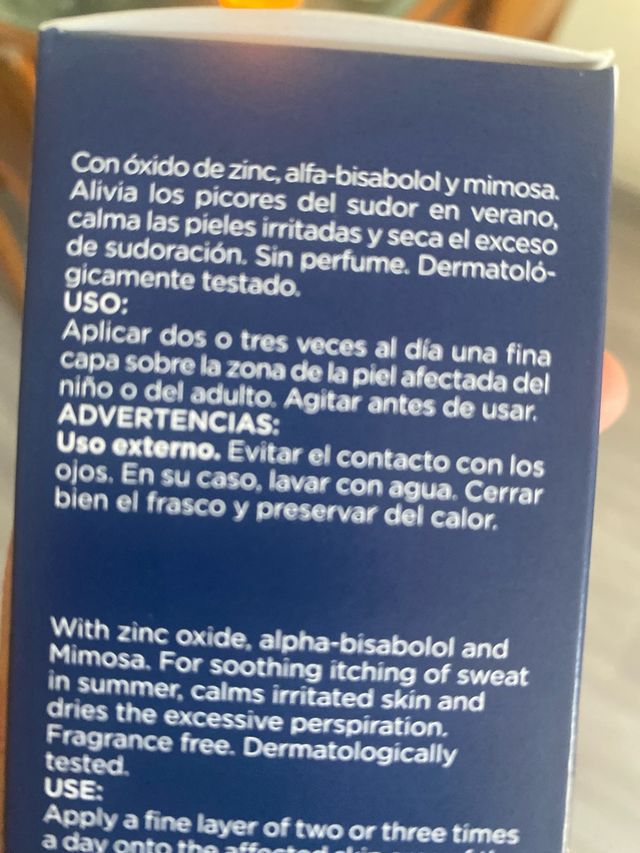 Con óxido de zinc, alfa-bisabolol y mimosa.
Alivia los picores del sudor en verano,
calma las pieles irritadas y seca el exceso
de sudoración. Sin perfume. Dermatoló-
gicamente testado.
USO:
Aplicar dos o tres veces al día una fina
capa sobre la zona de la piel afectada del
niño o del adulto. Agitar antes de usar.
ADVERTENCIAS:
Uso externo. Evitar el contacto con los
ojos. En su caso, lavar con agua. Cerrar
bien el frasco y preservar del calor.
With zinc oxide, alpha-bisabolol and
Mimosa. For soothing itching of sweat
in summer, calms irritated skin and
dries the excessive perspiration.
Fragrance free. Dermatologically
tested.
USE:
Apply a fine layer of two or three times
a day onto the affected